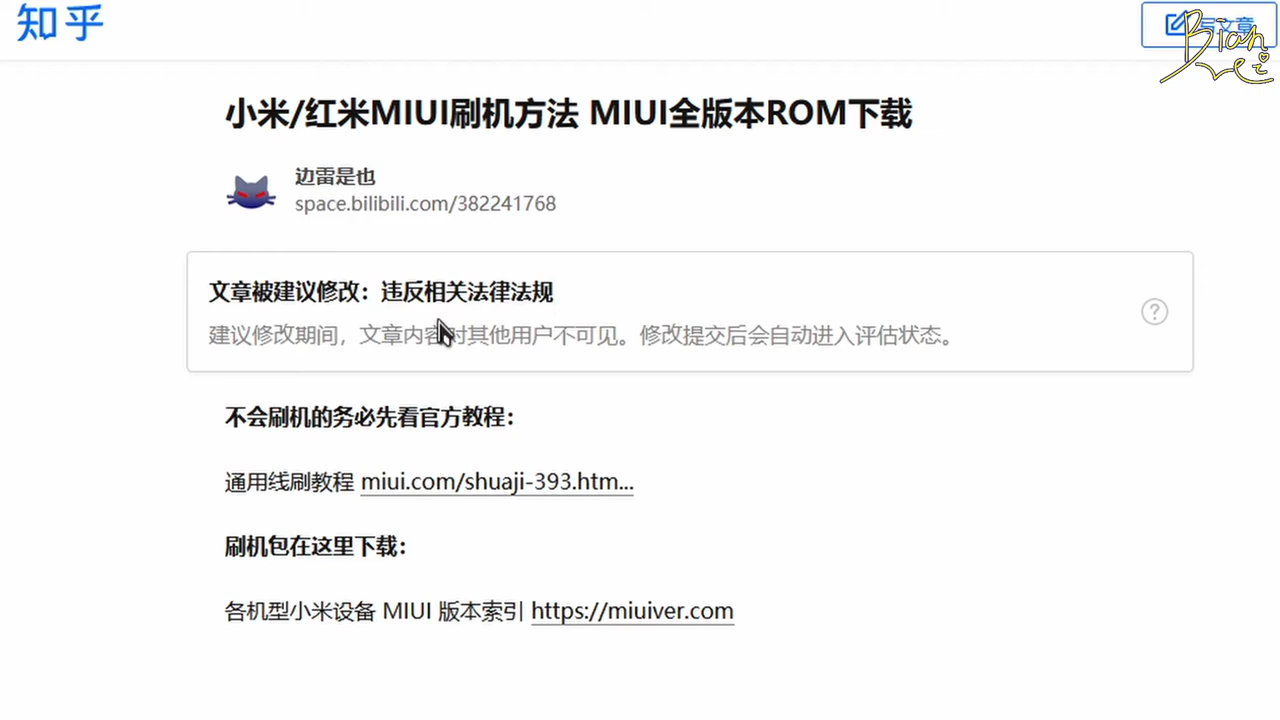 知乎
写文章
Bian
小米/红米MIUI刷机方法 MIUI全版本ROM下载
边雷是也
space.bilibili.com/382241768
文章被建议修改：违反相关法律法规
?
建议修改期间，文章内容对其他用户不可见。修改提交后会自动进入评估状态。
不会刷机的务必先看官方教程：
通用线刷教程 miui.com/shuaji-393.htm...
刷机包在这里下载：
各机型小米设备 MIUI 版本索引 https://miuiver.com